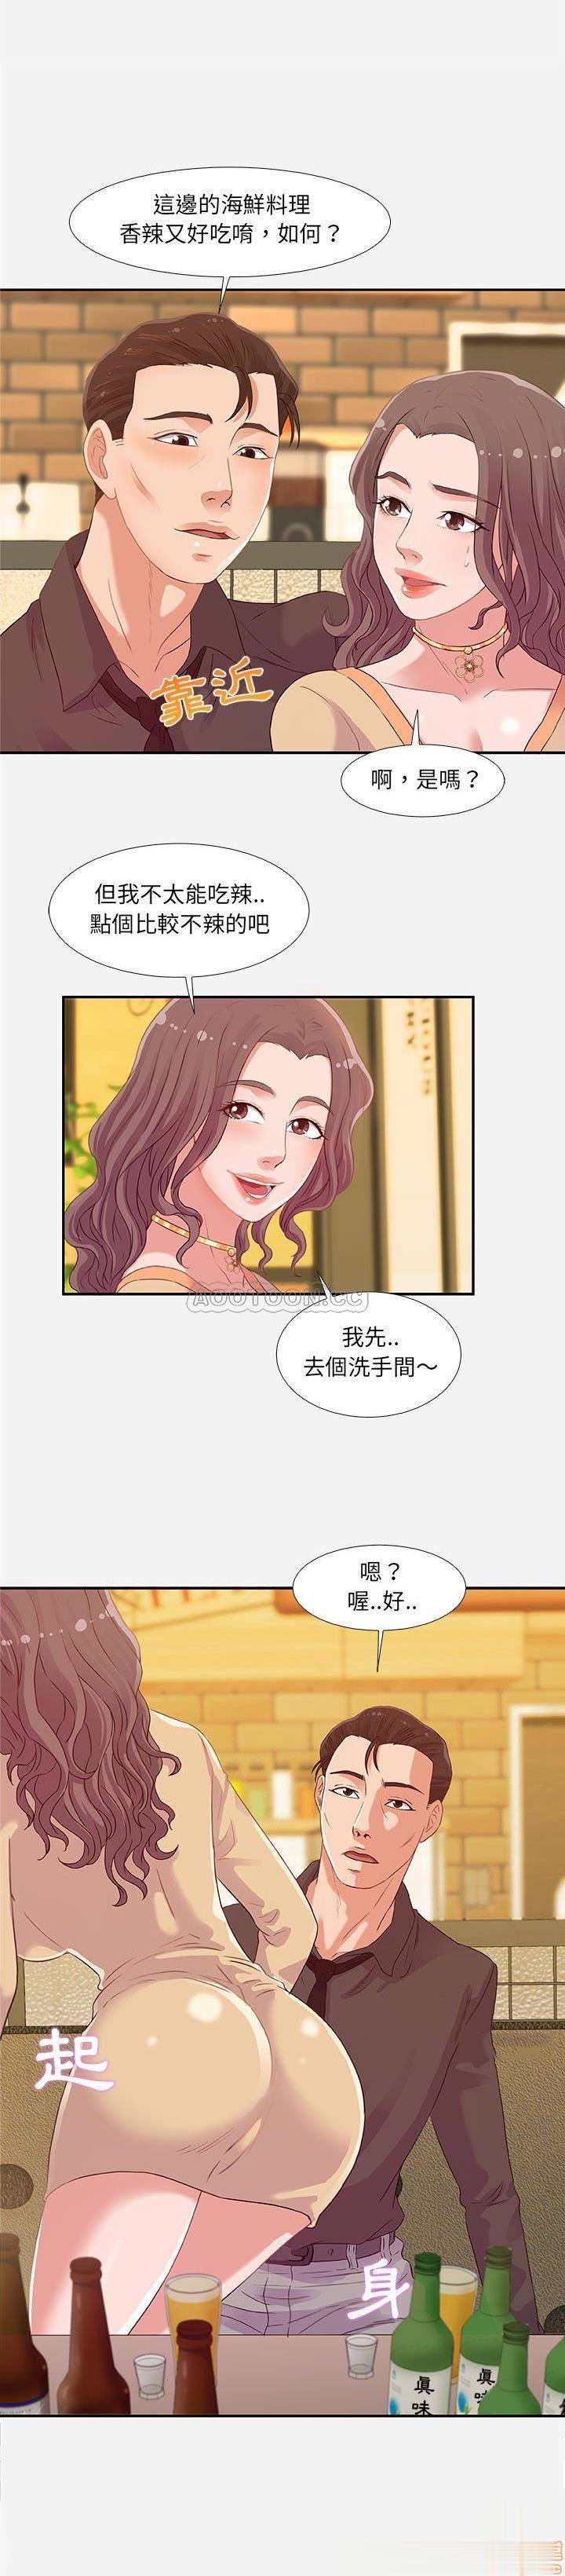 這邊的海鮮料理
香辣又好吃唷，如何？
靠近
啊，是嗎？
但我不太能吃辣..
點個比較不辣的吧
AOOTOON.CC
我先..
去個洗手間～
嗯？
喔..好..
起
身
眞
味
眞
味